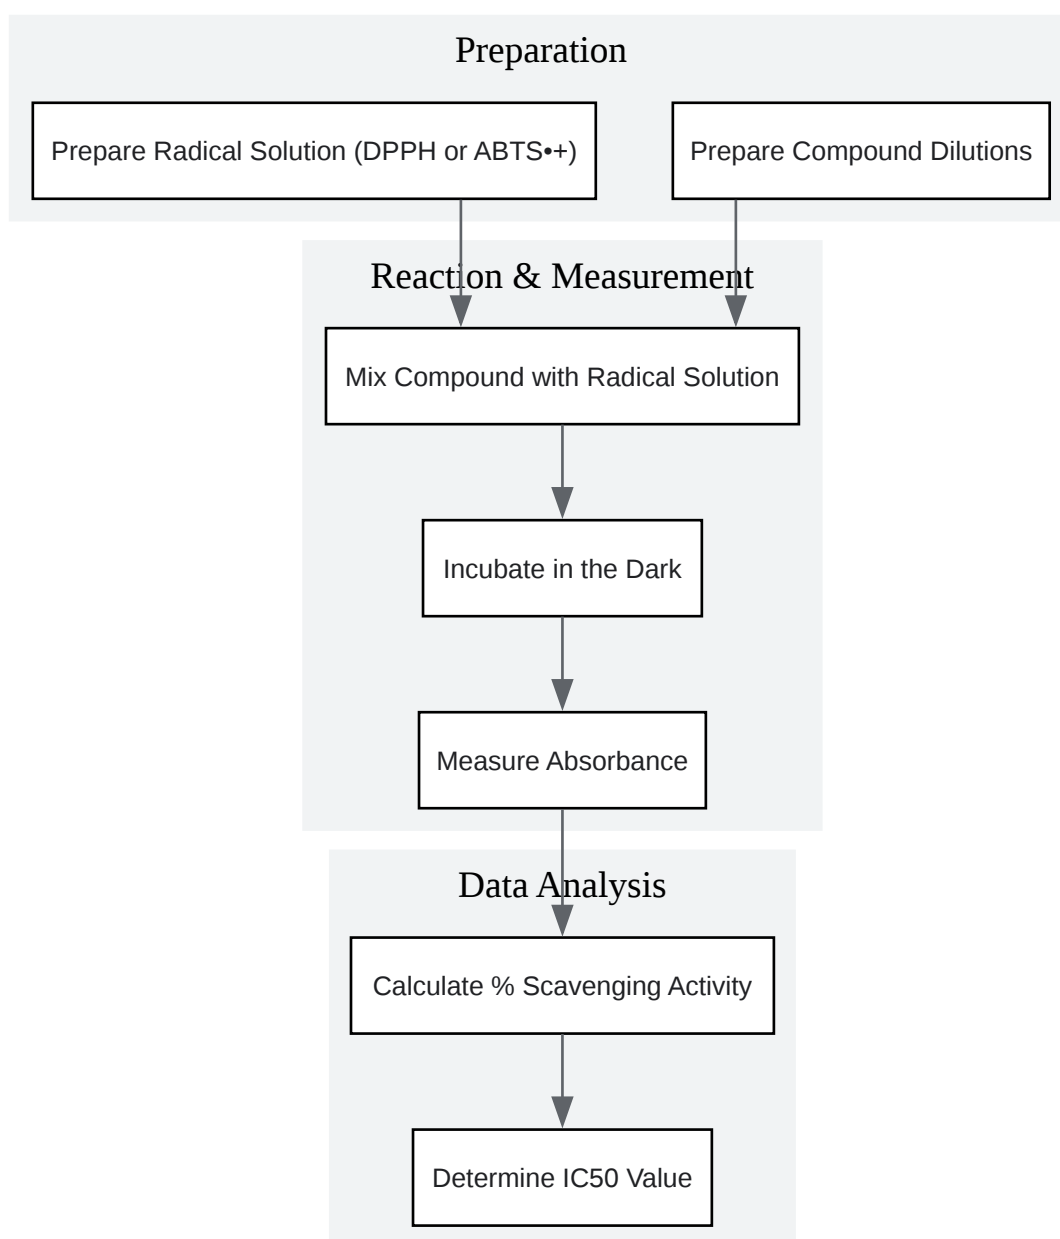 Preparation
Prepare Radical Solution (DPPH or ABTS•+)
Prepare Compound Dilutions
Reaction & Measurement
Mix Compound with Radical Solution
Incubate in the Dark
Measure Absorbance
Data Analysis
Calculate % Scavenging Activity
Determine IC50 Value